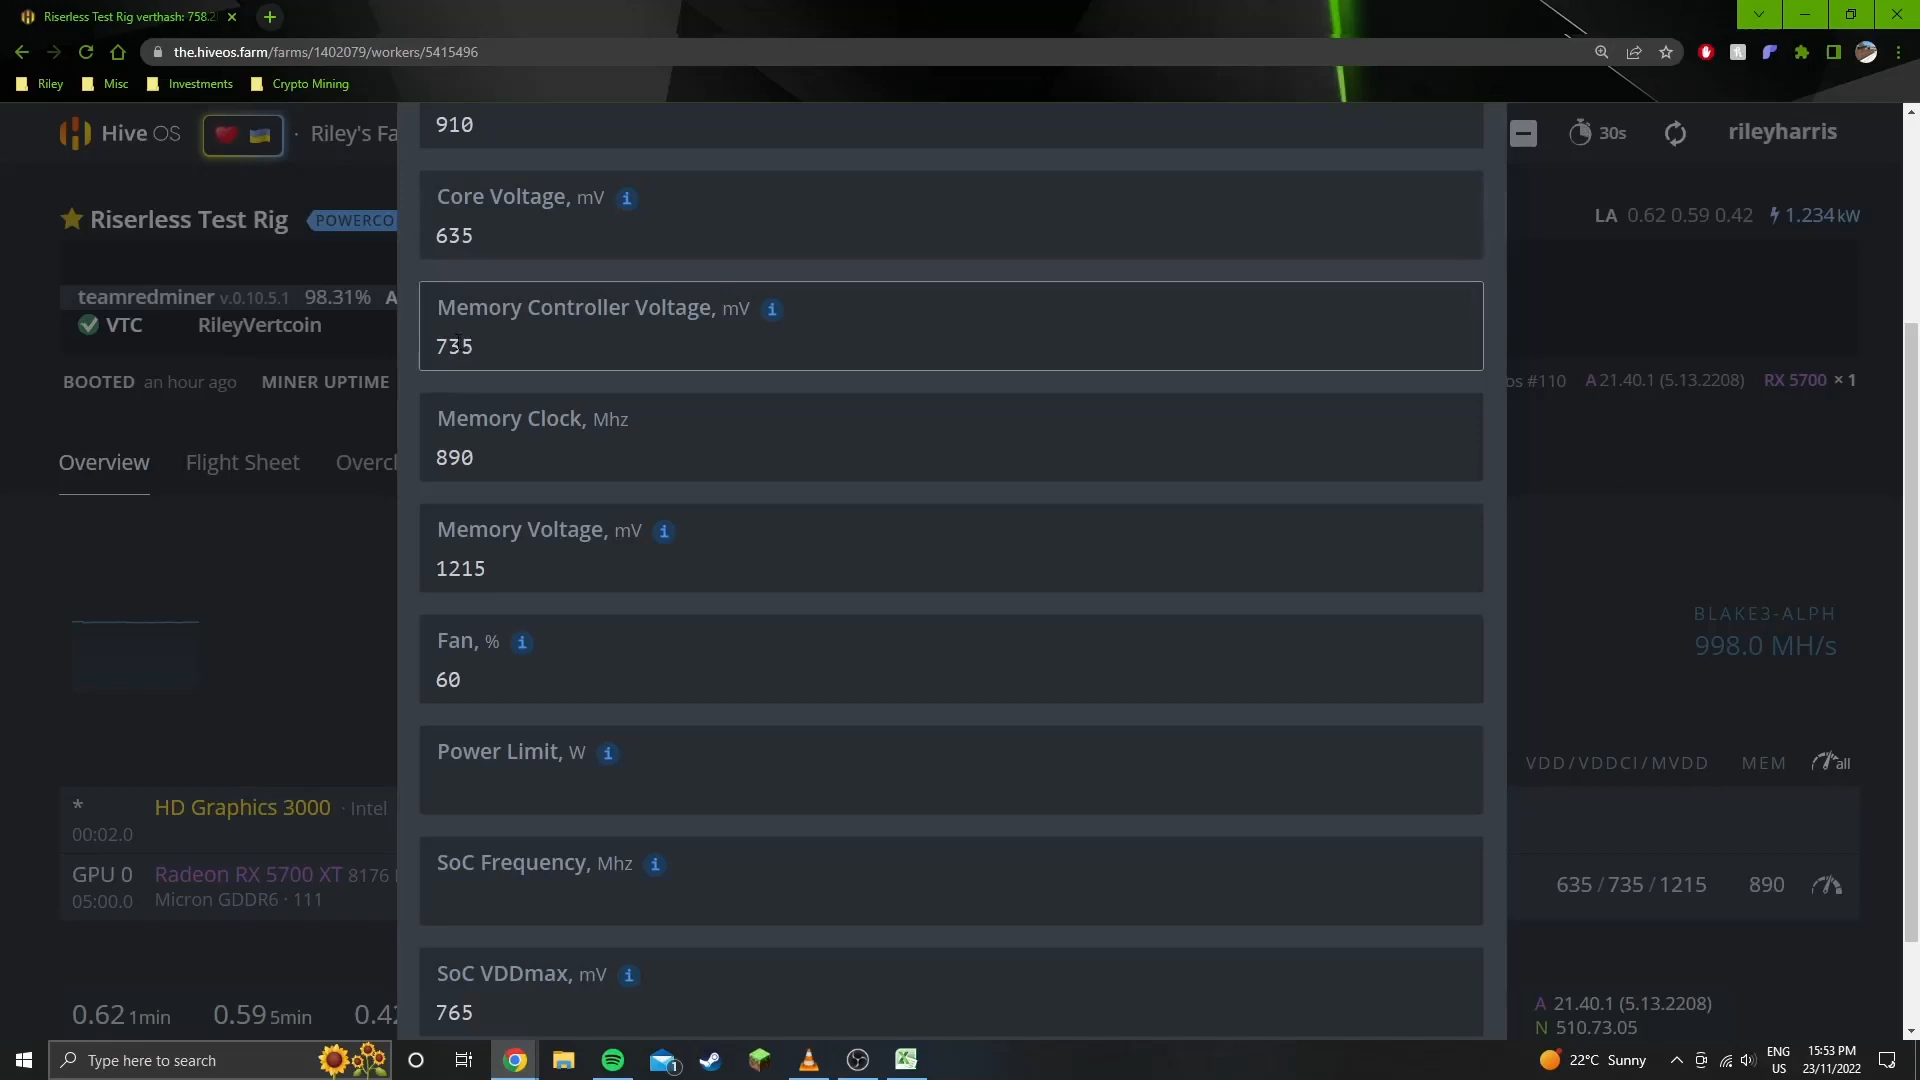 Riserless Test Rig verthash: 758.2
the.hiveos.farm/farms/1402079/workers/5415496
Riley
Misc
Investments
Crypto Mining
Hive OS
· Riley's Fa
30s
rileyharris
910
Core Voltage, mV
635
Riserless Test Rig
POWERCO
LA 0.62 0.59 0.42
1.234 kW
teamredminer v.0.10.5.1 98.31% A
VTC RileyVertcoin
Memory Controller Voltage, mV
735
BOOTED an hour ago MINER UPTIME
os #110 A 21.40.1 (5.13.2208) RX 5700 × 1
Memory Clock, Mhz
890
Overview
Flight Sheet
Overcl
Memory Voltage, mV
1215
Fan, %
60
BLAKE3-ALPH
998.0 MH/s
Power Limit, W
VDD/VDDCI/MVDD MEM all
* HD Graphics 3000 · Intel
00:02.0
SoC Frequency, Mhz
GPU 0 Radeon RX 5700 XT 8176
05:00.0 Micron GDDR6 · 111
635 / 735 / 1215 890
SoC VDDmax, mV
765
0.62 1min 0.59 5min 0.42
A 21.40.1 (5.13.2208)
N 510.73.05
Type here to search
1
22°C Sunny
ENG
US
15:53 PM
23/11/2022